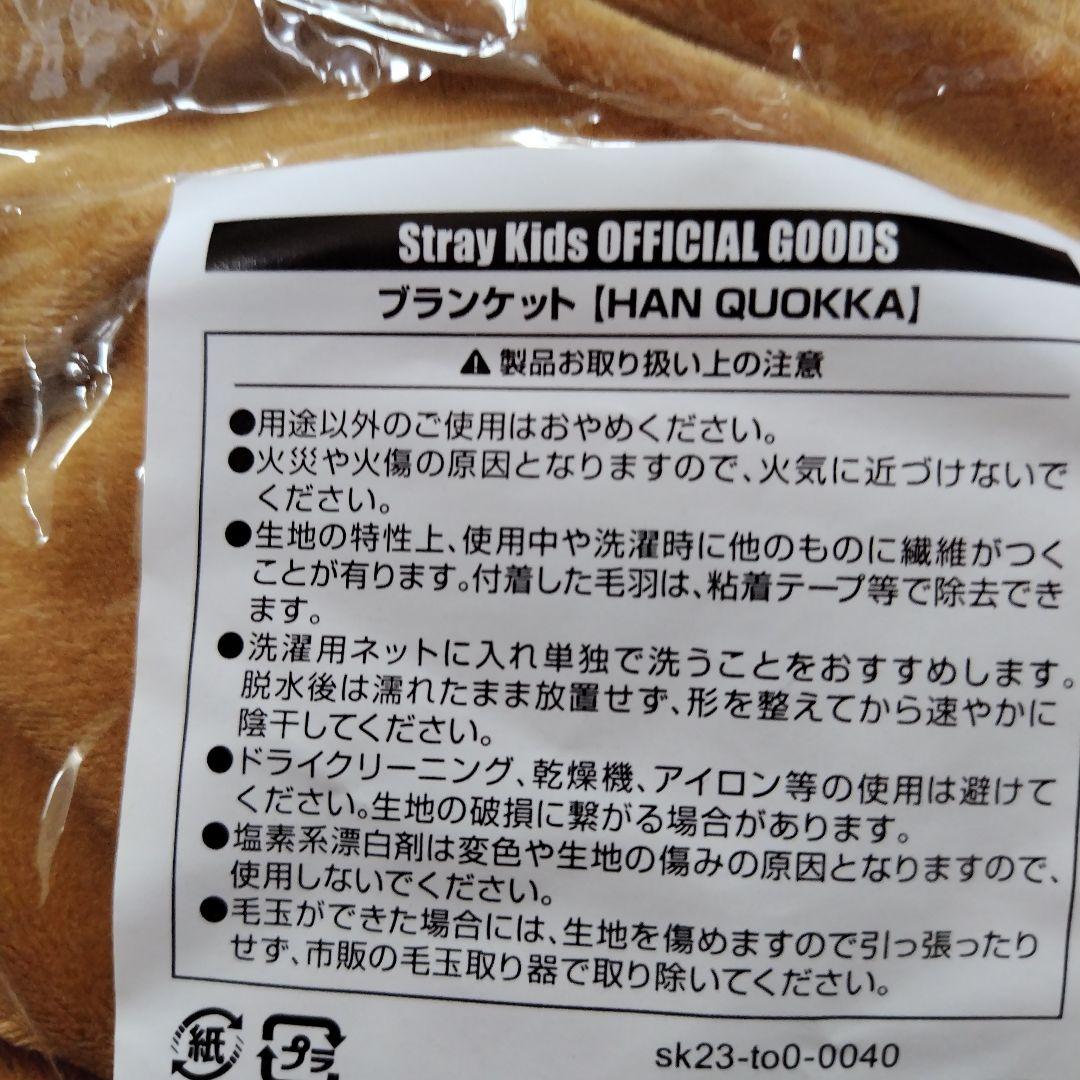 Stray Kids OFFICIAL GOODS
ブランケット【HAN QUOKKA】
⚠ 製品お取り扱い上の注意
●用途以外のご使用はおやめください。
●火災や火傷の原因となりますので、火気に近づけないで
ください。
●生地の特性上、使用中や洗濯時に他のものに繊維がつく
ことが有ります。付着した毛羽は、粘着テープ等で除去でき
ます。
●洗濯用ネットに入れ単独で洗うことをおすすめします。
脱水後は濡れたまま放置せず、形を整えてから速やかに
陰干してください。
●ドライクリーニング、乾燥機、アイロン等の使用は避けて
ください。生地の破損に繋がる場合があります。
●塩素系漂白剤は変色や生地の傷みの原因となりますので、
使用しないでください。
●毛玉ができた場合には、生地を傷めますので引っ張ったり
せず、市販の毛玉取り器で取り除いてください。
紙 プラ sk23-to0-0040